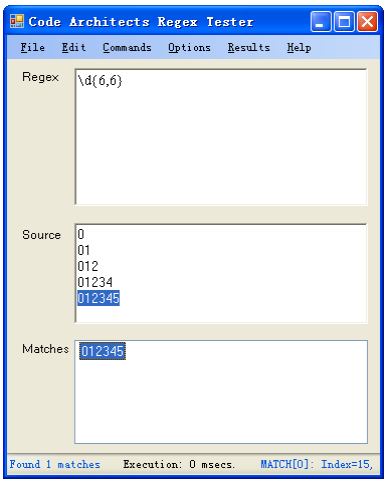 Code Architects Regex Tester
File Edit Commands Options Results Help
Regex
\d{6,6}
Source
0
01
012
01234
012345
Matches
012345
Found 1 matches Execution: 0 msecs. MATCH[0]: Index=15,